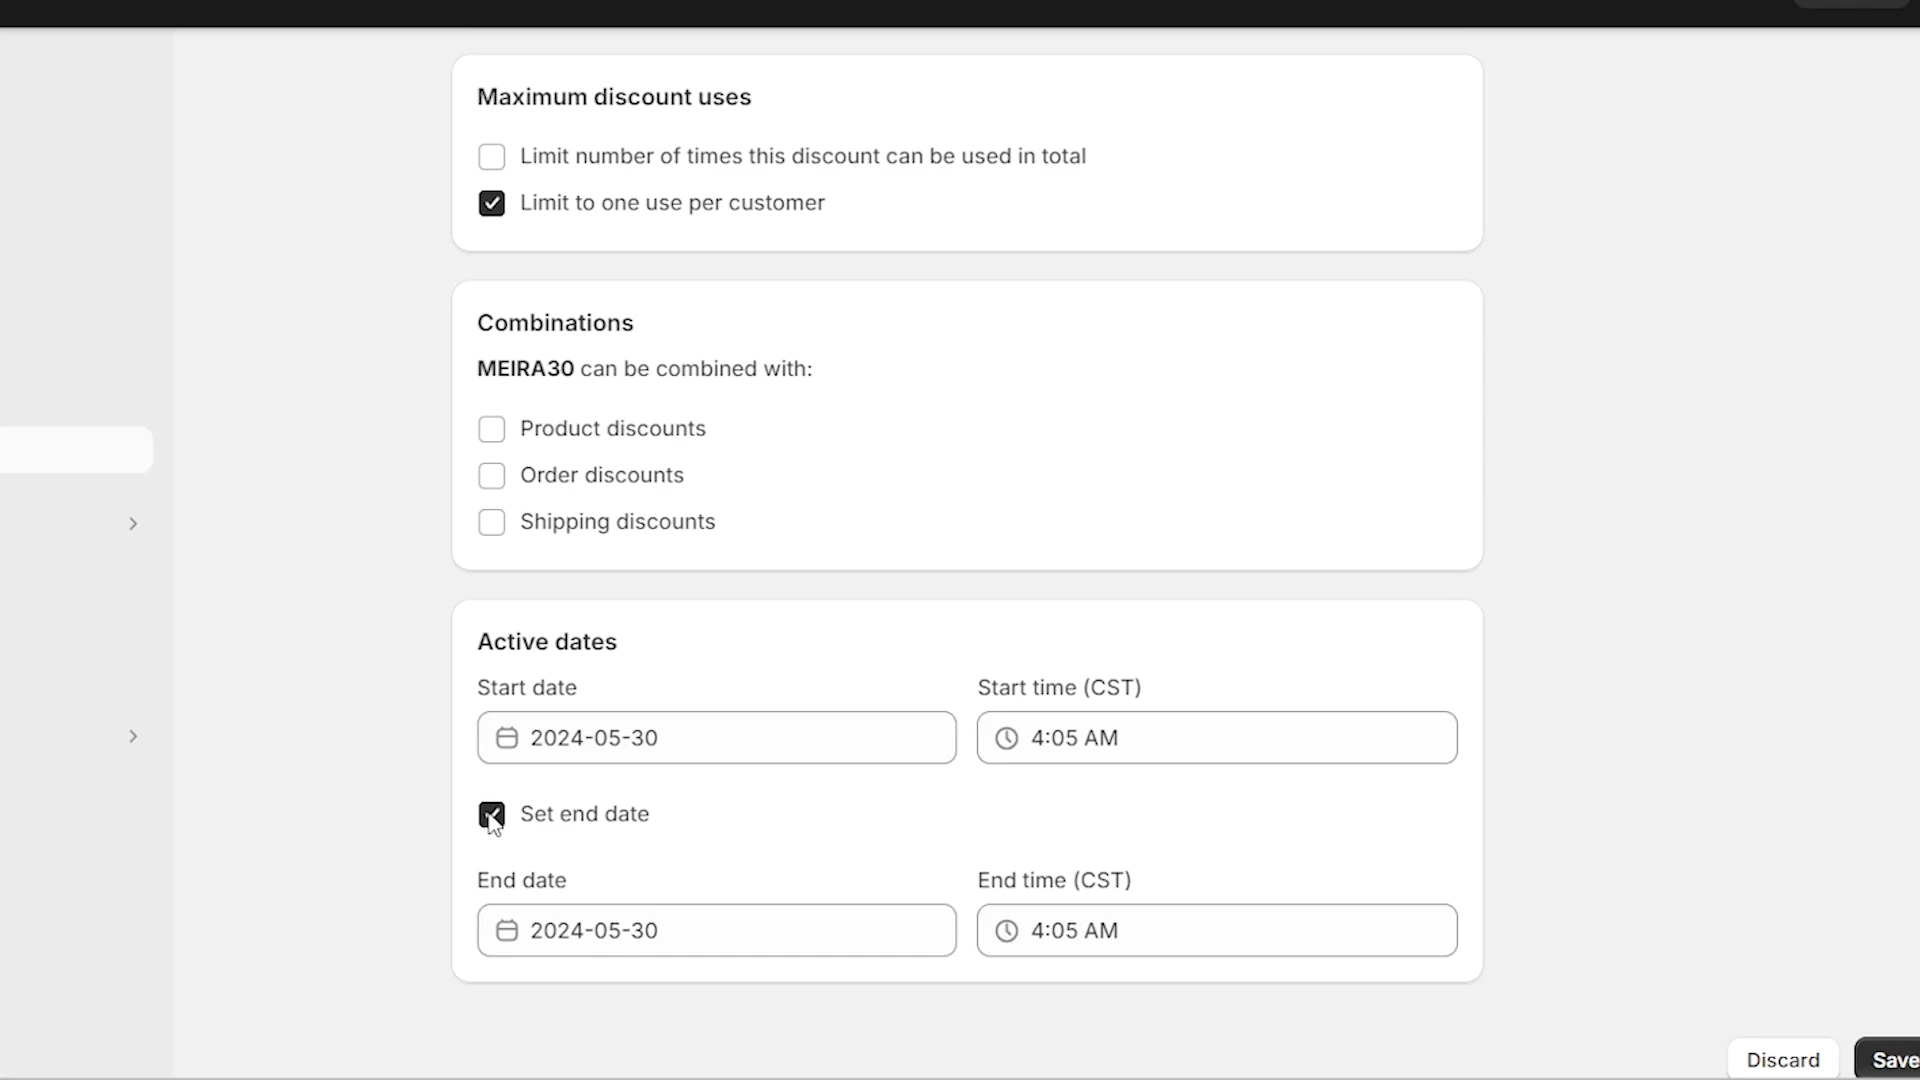 Maximum discount uses
Limit number of times this discount can be used in total
Limit to one use per customer
Combinations
MEIRA30 can be combined with:
Product discounts
Order discounts
Shipping discounts
Active dates
Start date
Start time (CST)
2024-05-30
4:05 AM
Set end date
End date
End time (CST)
2024-05-30
4:05 AM
Discard
Save